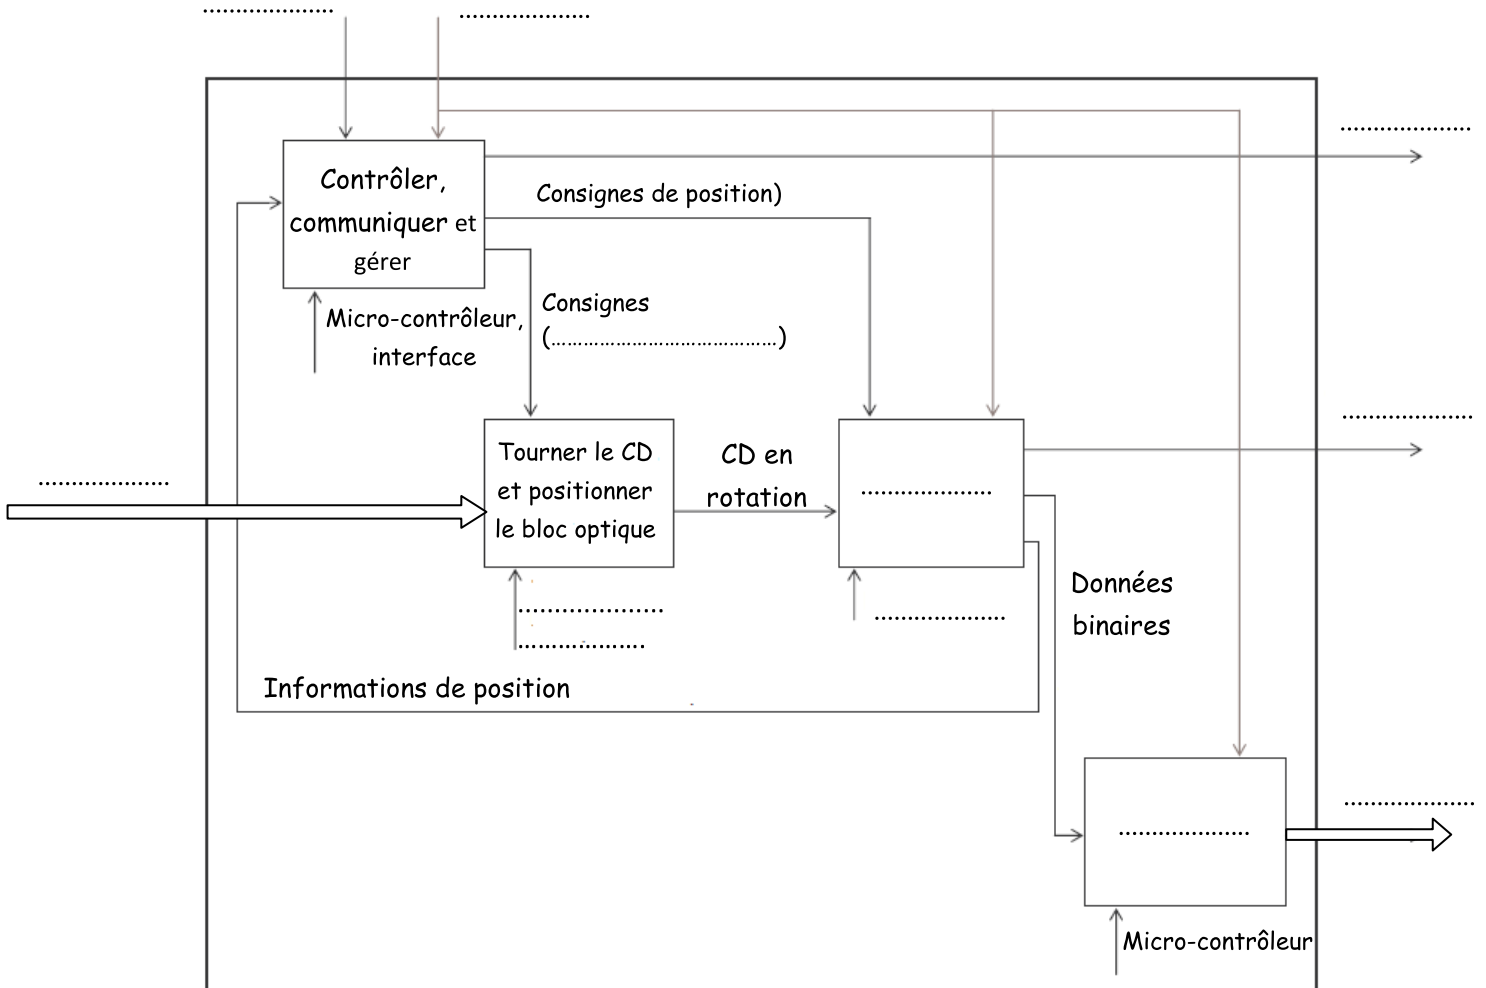 ....................
....................
....................
Contrôler,
communiquer et
gérer
Consignes de position)
Consignes
(..........................................)
Micro-contrôleur,
interface
....................
Tourner le CD
et positionner
le bloc optique
CD en
rotation
....................
....................
Données
binaires
......................
...................
....................
Informations de position
....................
....................
Micro-contrôleur